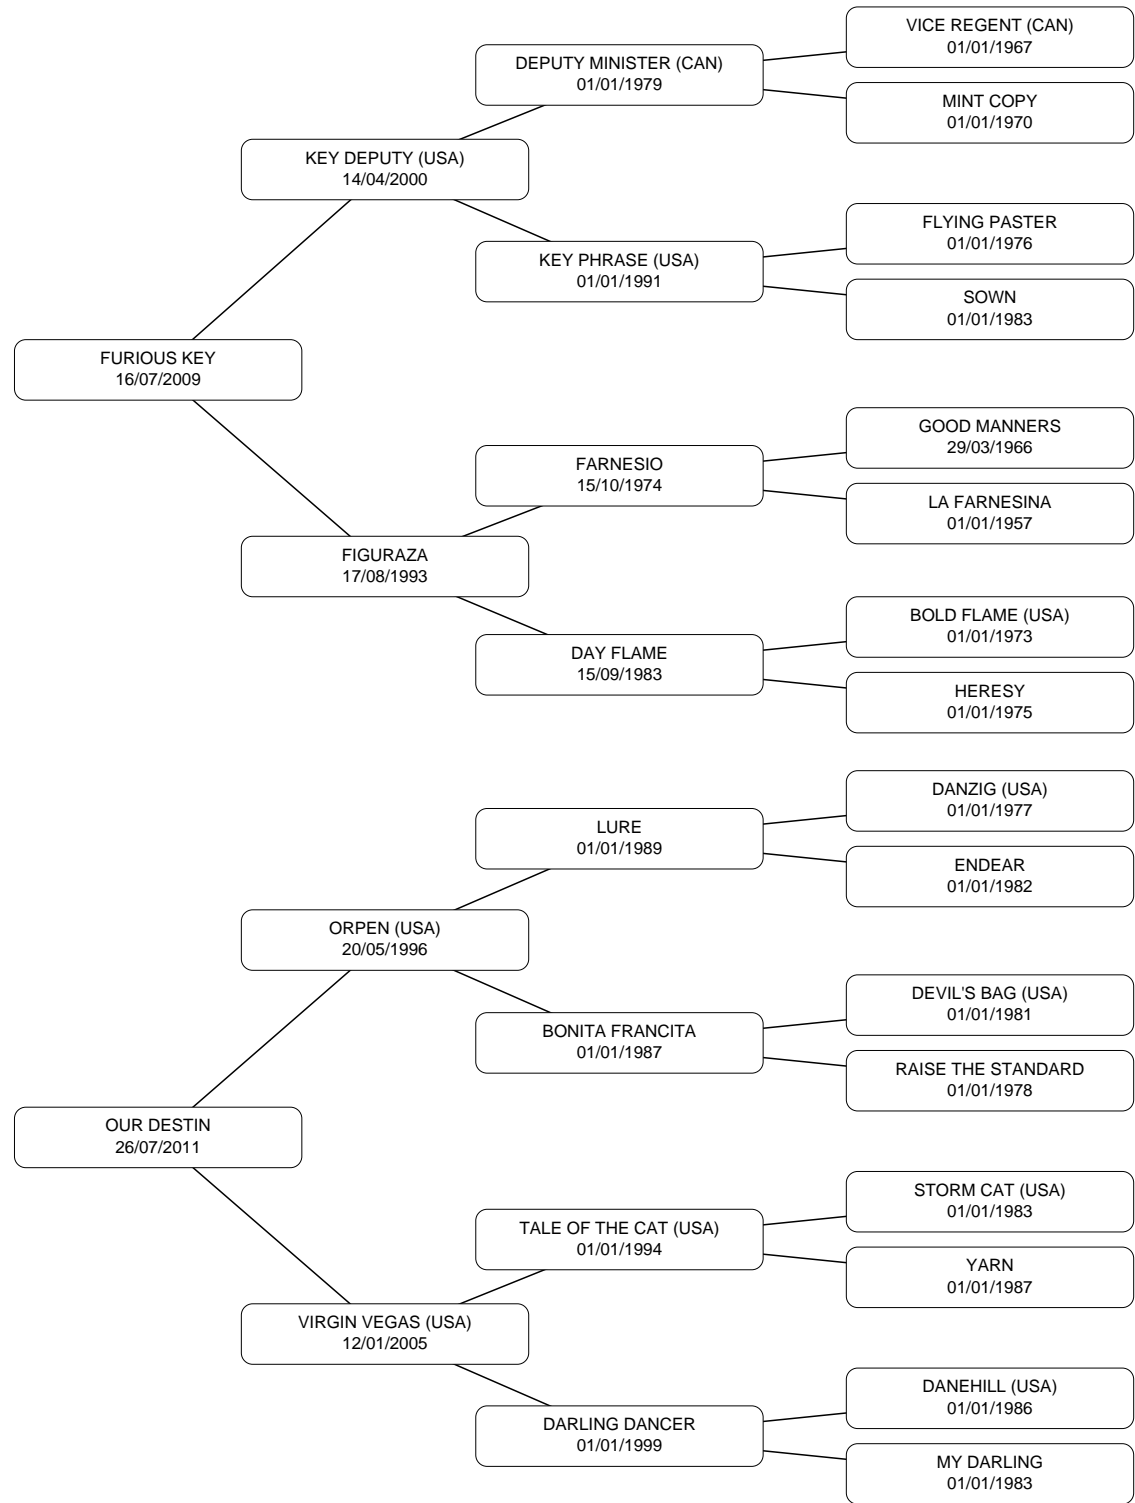 VICE REGENT (CAN)
01/01/1967
DEPUTY MINISTER (CAN)
01/01/1979
MINT COPY
01/01/1970
KEY DEPUTY (USA)
14/04/2000
FLYING PASTER
01/01/1976
KEY PHRASE (USA)
01/01/1991
SOWN
01/01/1983
FURIOUS KEY
16/07/2009
GOOD MANNERS
29/03/1966
FARNESIO
15/10/1974
LA FARNESINA
01/01/1957
FIGURAZA
17/08/1993
BOLD FLAME (USA)
01/01/1973
DAY FLAME
15/09/1983
HERESY
01/01/1975
DANZIG (USA)
01/01/1977
LURE
01/01/1989
ENDEAR
01/01/1982
ORPEN (USA)
20/05/1996
DEVIL'S BAG (USA)
01/01/1981
BONITA FRANCITA
01/01/1987
RAISE THE STANDARD
01/01/1978
OUR DESTIN
26/07/2011
STORM CAT (USA)
01/01/1983
TALE OF THE CAT (USA)
01/01/1994
YARN
01/01/1987
VIRGIN VEGAS (USA)
12/01/2005
DANEHILL (USA)
01/01/1986
DARLING DANCER
01/01/1999
MY DARLING
01/01/1983